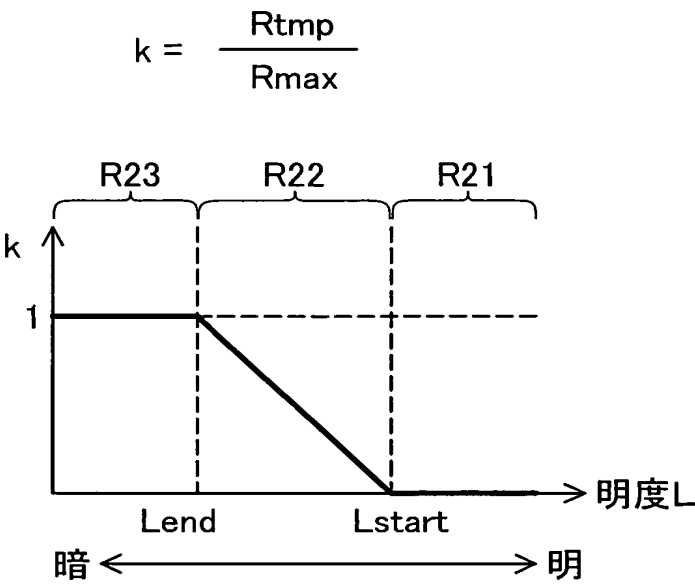 k = Rtmp / Rmax
R23 R22 R21
k
1
明度L
Lend Lstart
暗 明